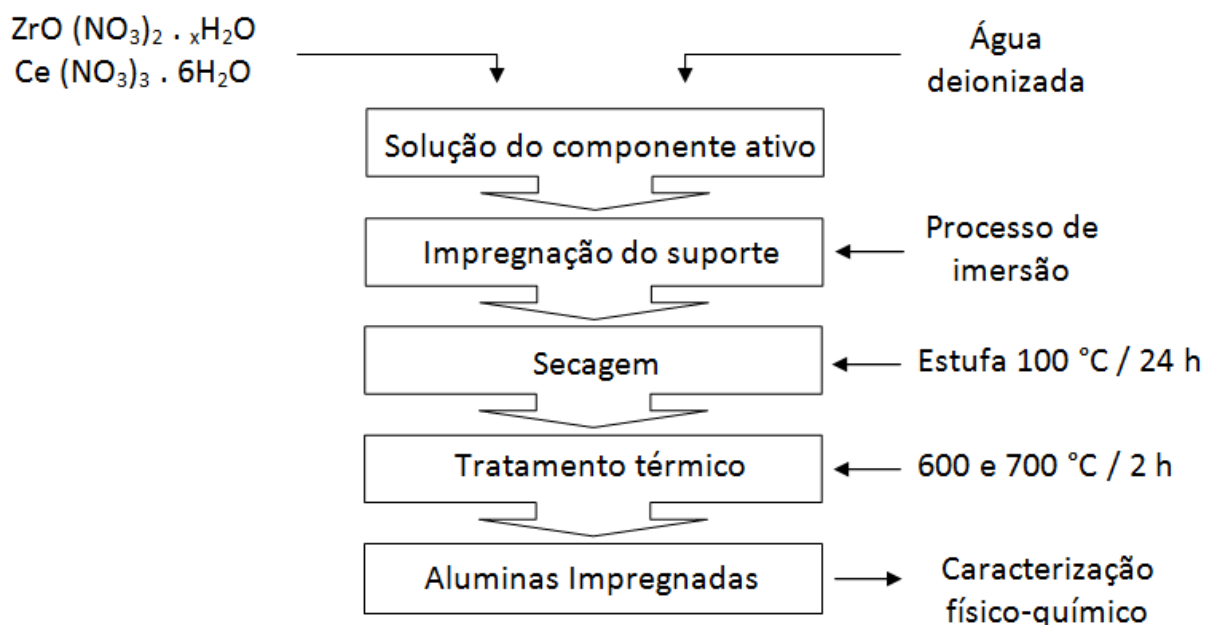 ZrO (NO₃)₂ . ₓH₂O
Ce (NO₃)₃ . 6H₂O
Água
deionizada
Solução do componente ativo
Impregnação do suporte
Processo de
imersão
Secagem
Estufa 100 °C / 24 h
Tratamento térmico
600 e 700 °C / 2 h
Aluminas Impregnadas
Caracterização
físico-químico